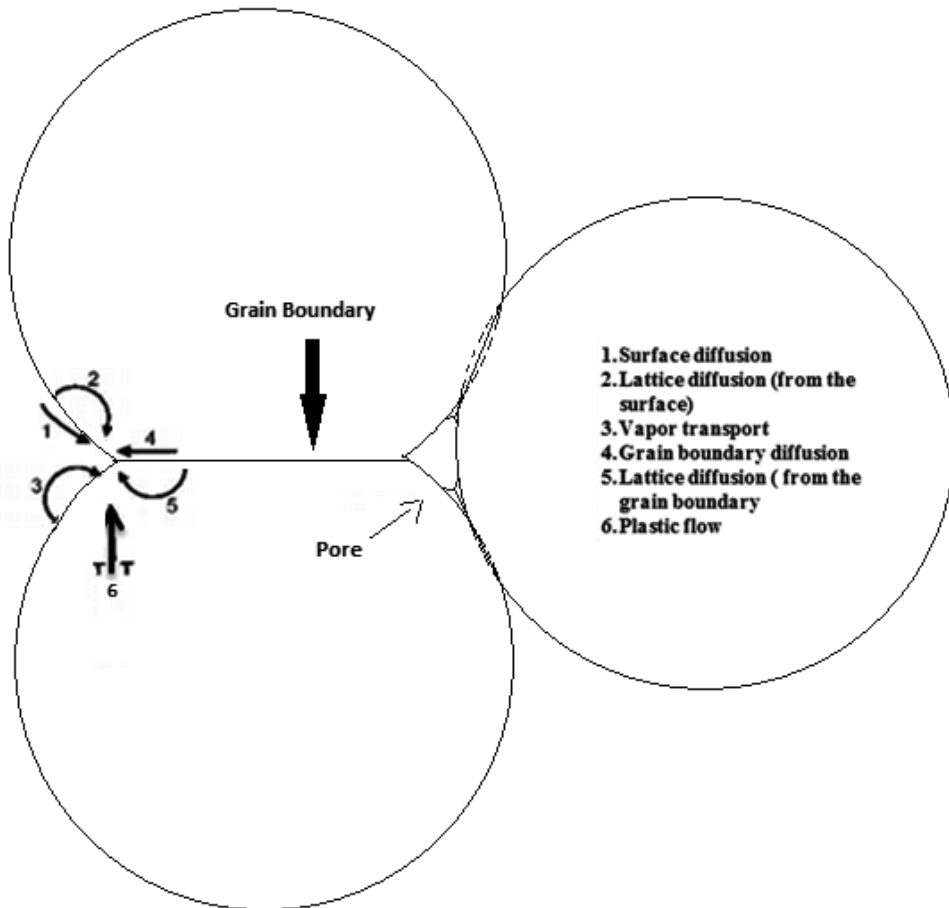 Grain Boundary
2
1
4
3
5
T T
6
Pore
1.Surface diffusion
2.Lattice diffusion (from the
surface)
3.Vapor transport
4.Grain boundary diffusion
5.Lattice diffusion ( from the
grain boundary
6.Plastic flow